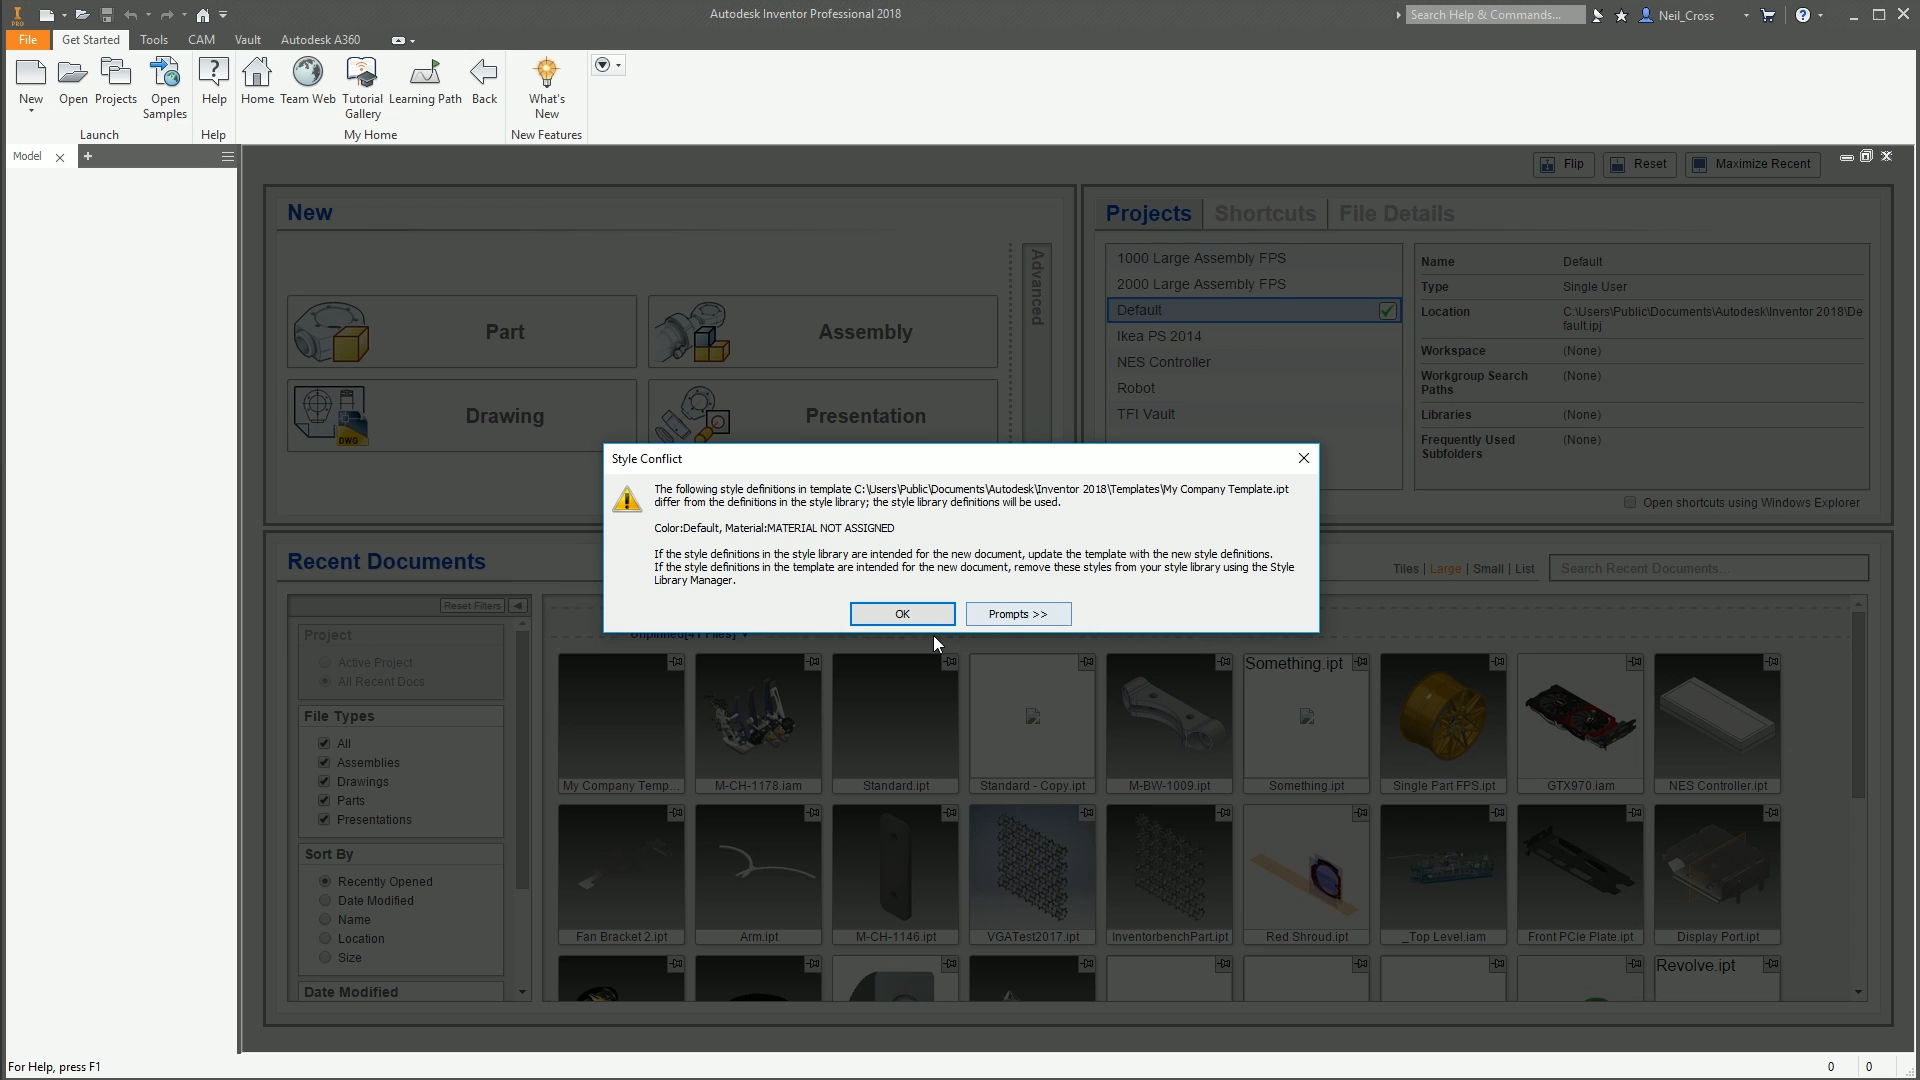 PRO
Autodesk Inventor Professional 2018
Search Help & Commands...
Neil_Cross
File
Get Started
Tools
CAM
Vault
Autodesk A360
New
Open
Projects
Open
Samples
Help
Home
Team Web
Tutorial
Gallery
Learning Path
Back
What's
New
Launch
Help
My Home
New Features
Model
Flip
Reset
Maximize Recent
New
Advanced
Part
Assembly
Drawing
DWG
Presentation
Projects
Shortcuts
File Details
1000 Large Assembly FPS
2000 Large Assembly FPS
Default
Ikea PS 2014
NES Controller
Robot
TFI Vault
Name Default
Type Single User
Location C:\Users\Public\Documents\Autodesk\Inventor 2018\De
fault.ipj
Workspace (None)
Workgroup Search (None)
Paths
Libraries (None)
Frequently Used (None)
Subfolders
Open shortcuts using Windows Explorer
Style Conflict
The following style definitions in template C:\Users\Public\Documents\Autodesk\Inventor 2018\Templates\My Company Template.ipt
differ from the definitions in the style library; the style library definitions will be used.
Color:Default, Material:MATERIAL NOT ASSIGNED
If the style definitions in the style library are intended for the new document, update the template with the new style definitions.
If the style definitions in the template are intended for the new document, remove these styles from your style library using the Style
Library Manager.
OK
Prompts >>
Recent Documents
Tiles | Large | Small | List
Search Recent Documents...
Reset Filters
Project
Active Project
All Recent Docs
File Types
All
Assemblies
Drawings
Parts
Presentations
Sort By
Recently Opened
Date Modified
Name
Location
Size
Date Modified
Unpinned[41 Files]
Something.ipt
My Company Temp...
M-CH-1178.iam
Standard.ipt
Standard - Copy.ipt
M-BW-1009.ipt
Something.ipt
Single Part FPS.ipt
GTX970.iam
NES Controller.ipt
Fan Bracket 2.ipt
Arm.ipt
M-CH-1146.ipt
VGATest2017.ipt
InventorbenchPart.ipt
Red Shroud.ipt
_Top Level.iam
Front PCIe Plate.ipt
Display Port.ipt
Revolve.ipt
For Help, press F1
0
0